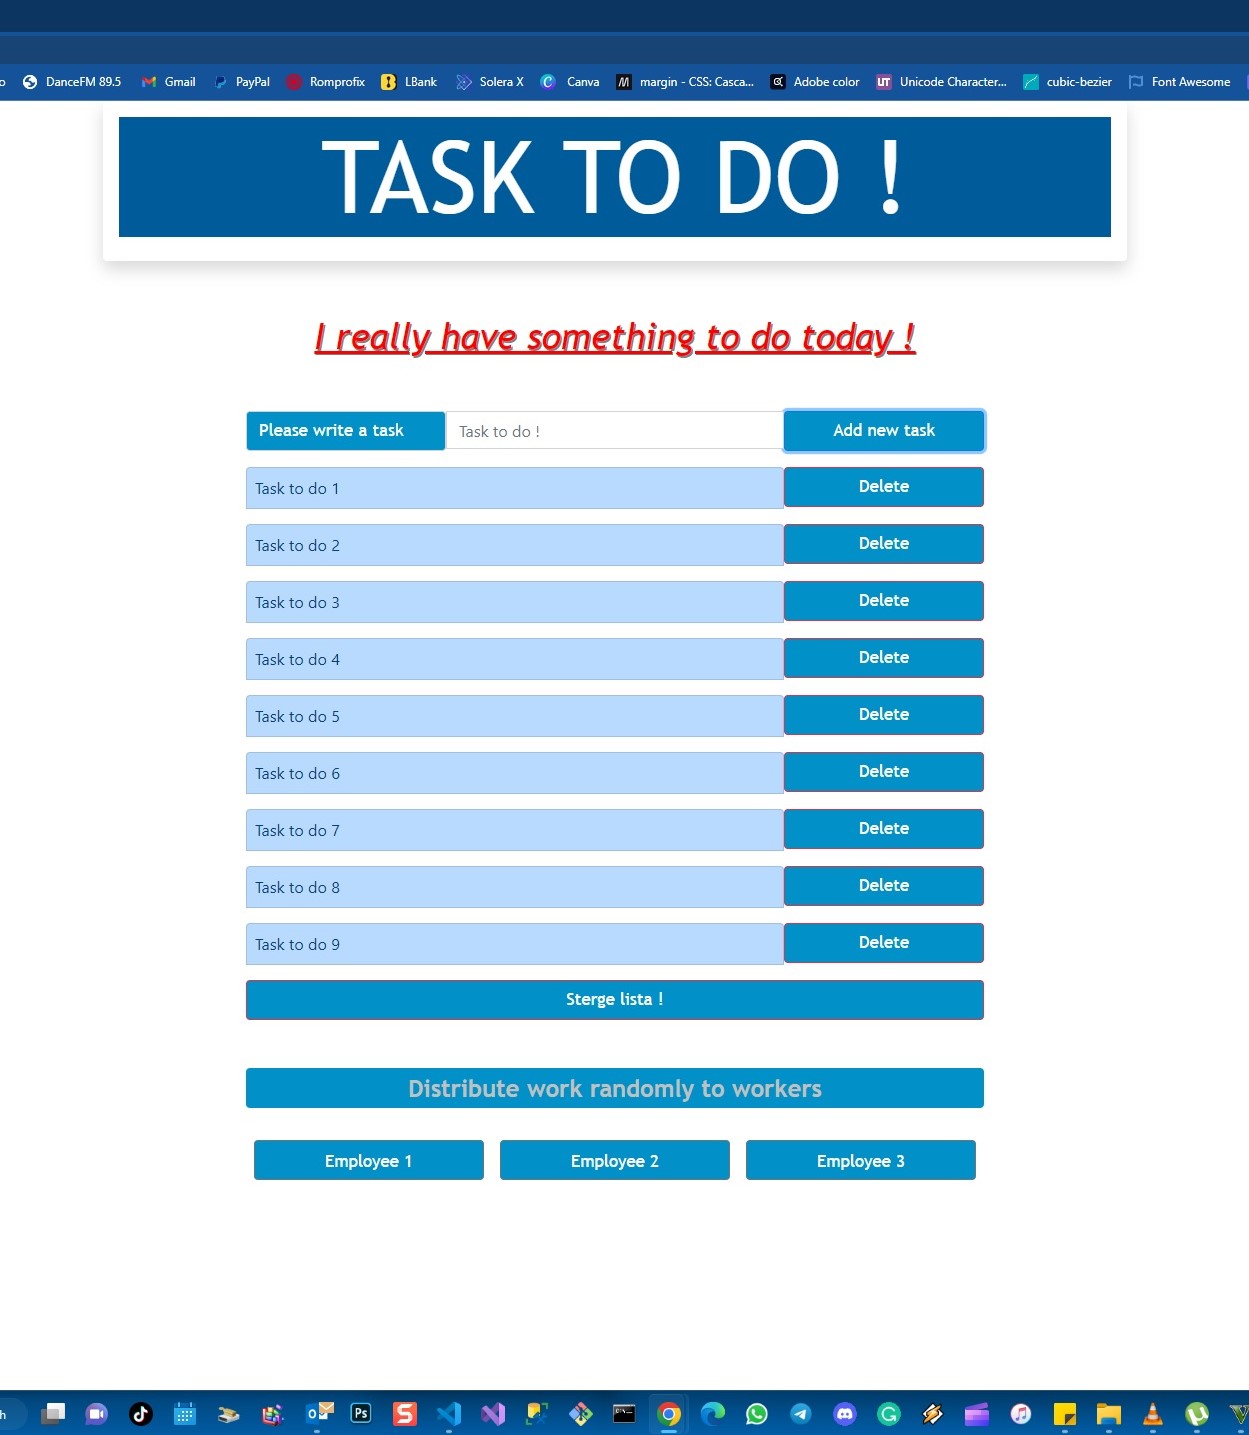 o DanceFM 89.5 Gmail PayPal Romprofix LBank Solera X Canva margin - CSS: Casca... Adobe color Unicode Character... cubic-bezier Font Awesome
TASK TO DO !
I really have something to do today !
Please write a task Task to do ! Add new task
Task to do 1 Delete
Task to do 2 Delete
Task to do 3 Delete
Task to do 4 Delete
Task to do 5 Delete
Task to do 6 Delete
Task to do 7 Delete
Task to do 8 Delete
Task to do 9 Delete
Sterge lista !
Distribute work randomly to workers
Employee 1 Employee 2 Employee 3
h Ps